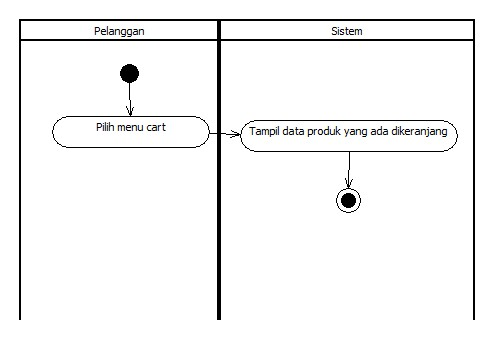 Pelanggan
Sistem
Pilih menu cart
Tampil data produk yang ada dikeranjang